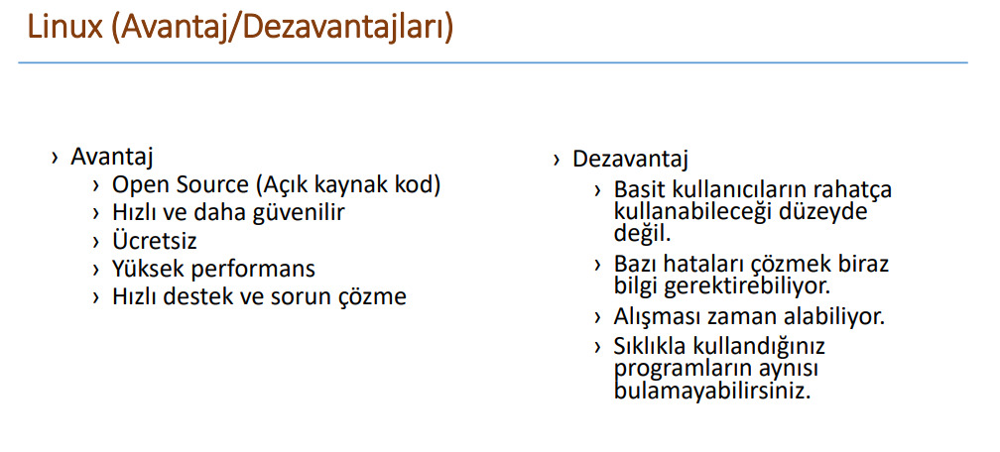 Linux (Avantaj/Dezavantajları)
› Avantaj
› Open Source (Açık kaynak kod)
› Hızlı ve daha güvenilir
› Ücretsiz
› Yüksek performans
› Hızlı destek ve sorun çözme
› Dezavantaj
› Basit kullanıcıların rahatça
kullanabileceği düzeyde
değil.
› Bazı hataları çözmek biraz
bilgi gerektirebiliyor.
› Alışması zaman alabiliyor.
› Sıklıkla kullandığınız
programların aynısı
bulamayabilirsiniz.